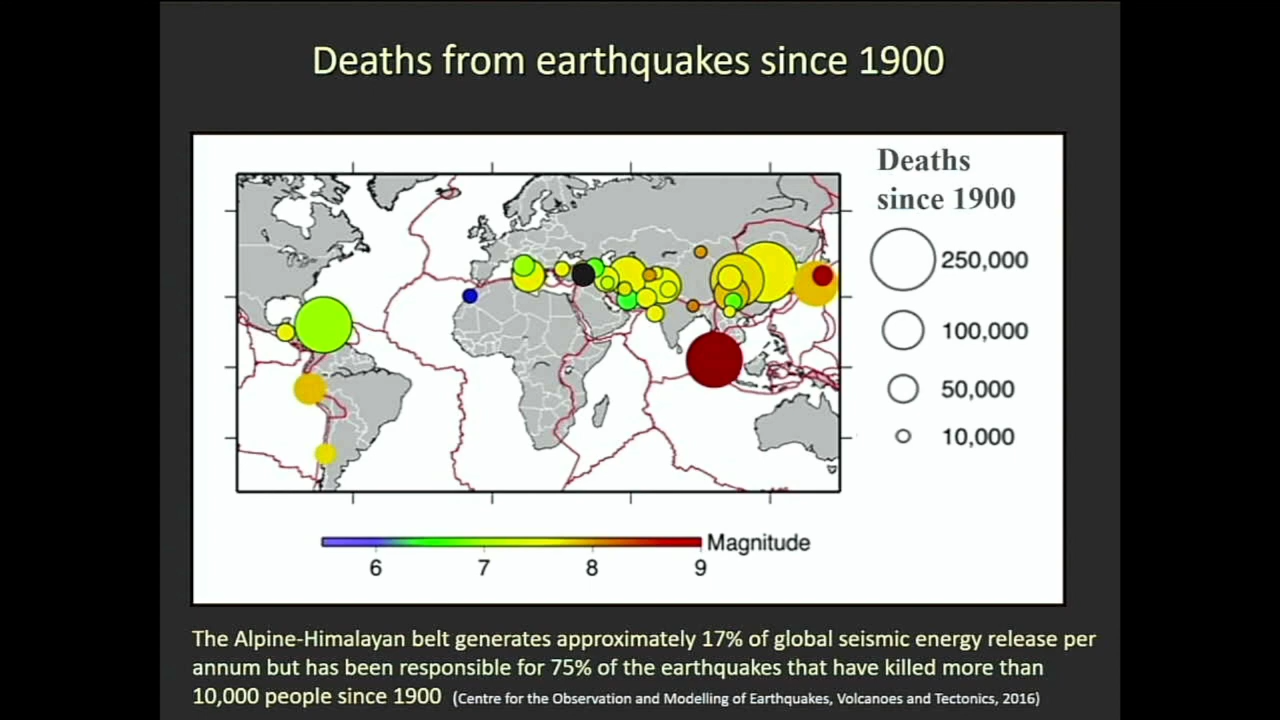 Deaths from earthquakes since 1900
Deaths
since 1900
250,000
100,000
50,000
10,000
Magnitude
6 7 8 9
The Alpine-Himalayan belt generates approximately 17% of global seismic energy release per
annum but has been responsible for 75% of the earthquakes that have killed more than
10,000 people since 1900 (Centre for the Observation and Modelling of Earthquakes, Volcanoes and Tectonics, 2016)